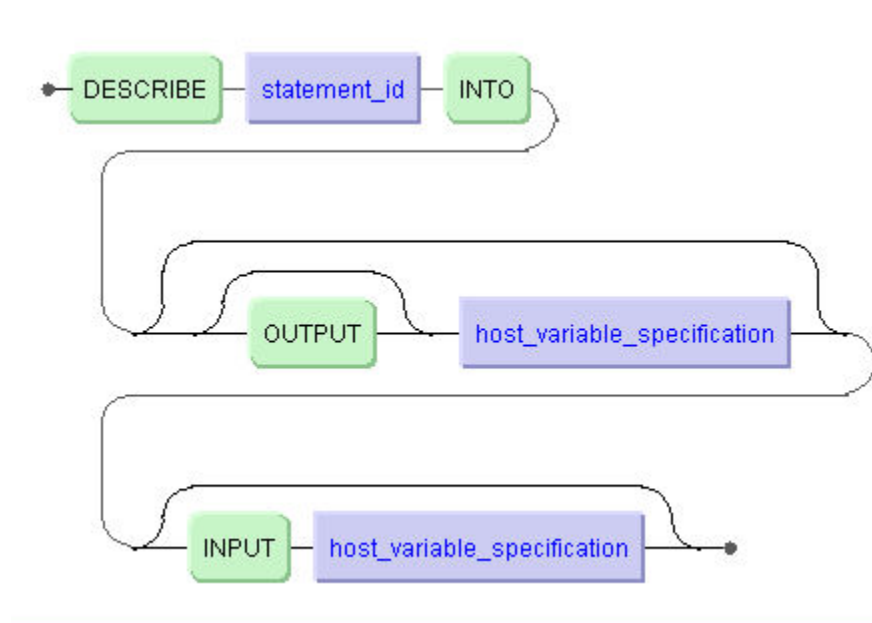 DESCRIBE statement_id INTO
OUTPUT host_variable_specification
INPUT host_variable_specification